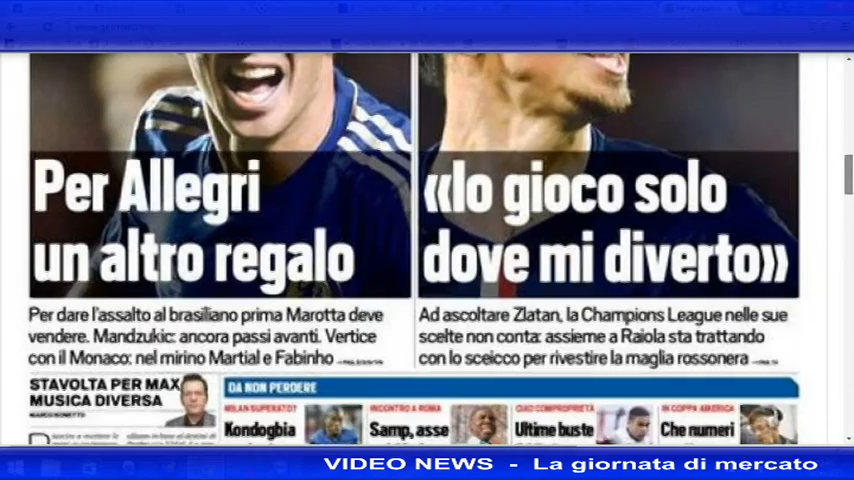 Per Allegri
un altro regalo
«Io gioco solo
dove mi diverto»
Per dare l'assalto al brasiliano prima Marotta deve
vendere. Mandzukic: ancora passi avanti. Vertice
con il Monaco: nel mirino Martial e Fabinho
Ad ascoltare Zlatan, la Champions League nelle sue
scelte non conta: assieme a Raiola sta trattando
con lo sceicco per rivestire la maglia rossonera
STAVOLTA PER MAX
MUSICA DIVERSA
DA NON PERDERE
MILAN SUPERATO?
Kondogbia
INCONTRO A ROMA
Samp, asse
CIAO COMPROPRIETÀ
Ultime buste
IN COPPA AMERICA
Che numeri
VIDEO NEWS - La giornata di mercato